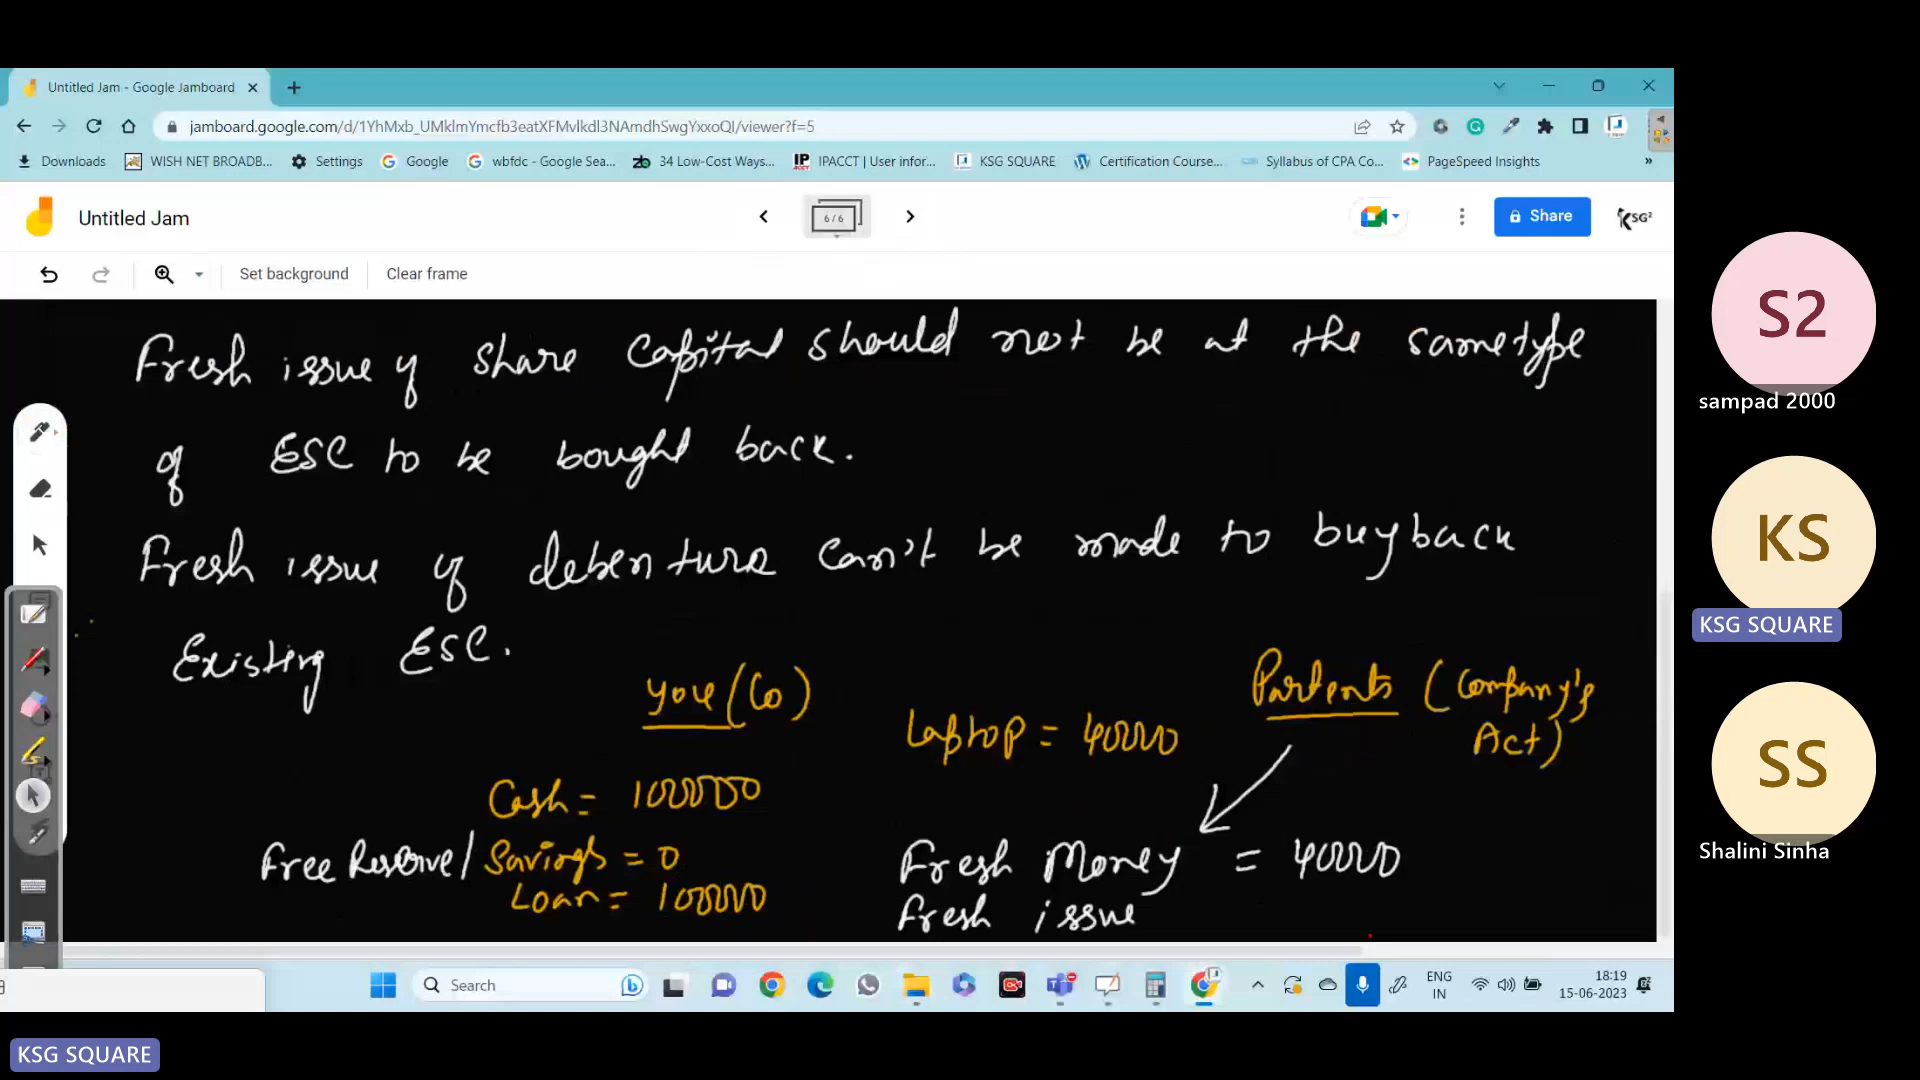 Untitled Jam - Google Jamboard
jamboard.google.com/d/1YhMxb_UMklmYmcfb3eatXFMvlkdl3NAmdhSwgYxxoQI/viewer?f=5
Downloads WISH NET BROADB... Settings Google wbfdc - Google Sea... 34 Low-Cost Ways... IPACCT | User infor... KSG SQUARE Certification Course... Syllabus of CPA Co... PageSpeed Insights »
Untitled Jam 6 / 6 Share KSG²
Set background Clear frame
Fresh issue of share capital should not be at the same type
of ESC to be bought back.
Fresh issue of debenture can't be made to buyback
Existing ESC.
you (Co)
Laptop = 40000
Partents (Company's
Act)
Cash = 100000
Free Reserve/ Savings = 0
Loan = 100000
Fresh Money = 40000
Fresh issue
Search
ENG
IN
18:19
15-06-2023
S2
sampad 2000
KS
KSG SQUARE
SS
Shalini Sinha
KSG SQUARE